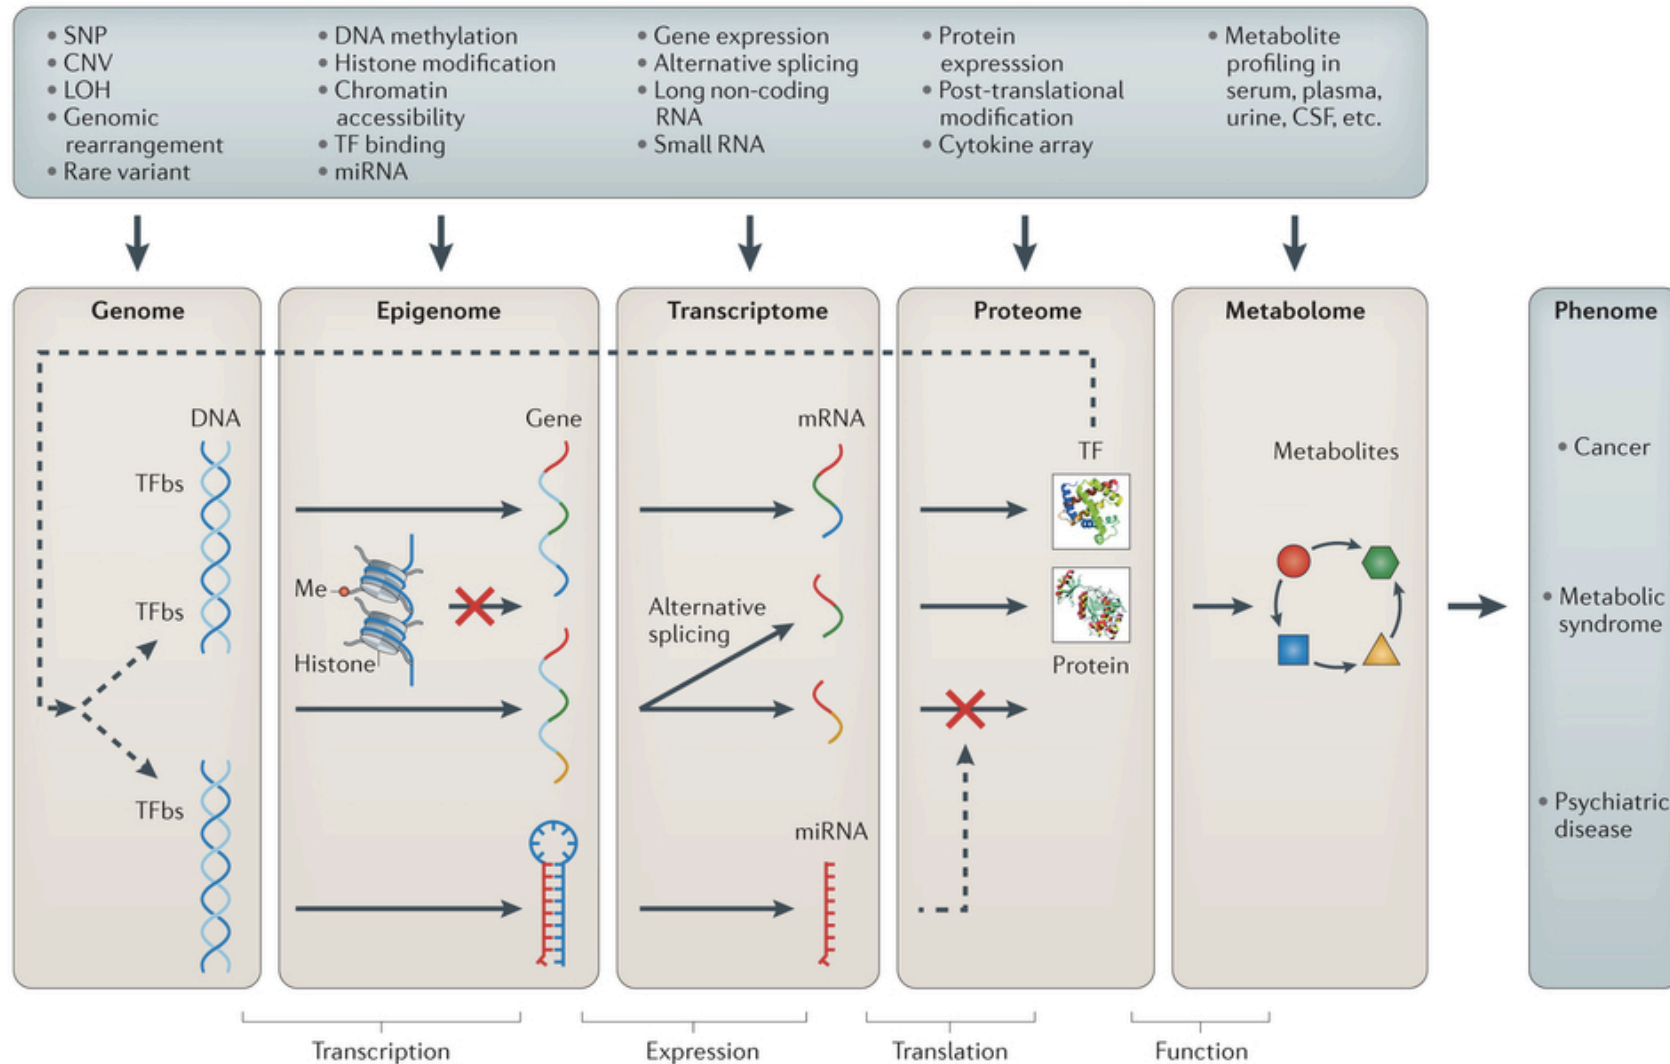 • SNP
• CNV
• LOH
• Genomic
rearrangement
• Rare variant
• DNA methylation
• Histone modification
• Chromatin
accessibility
• TF binding
• miRNA
• Gene expression
• Alternative splicing
• Long non-coding
RNA
• Small RNA
• Protein
expresssion
• Post-translational
modification
• Cytokine array
• Metabolite
profiling in
serum, plasma,
urine, CSF, etc.
Genome
Epigenome
Transcriptome
Proteome
Metabolome
Phenome
DNA
TFbs
TFbs
TFbs
Gene
Me
Histone
mRNA
Alternative
splicing
miRNA
TF
Protein
Metabolites
• Cancer
• Metabolic
syndrome
• Psychiatric
disease
Transcription
Expression
Translation
Function